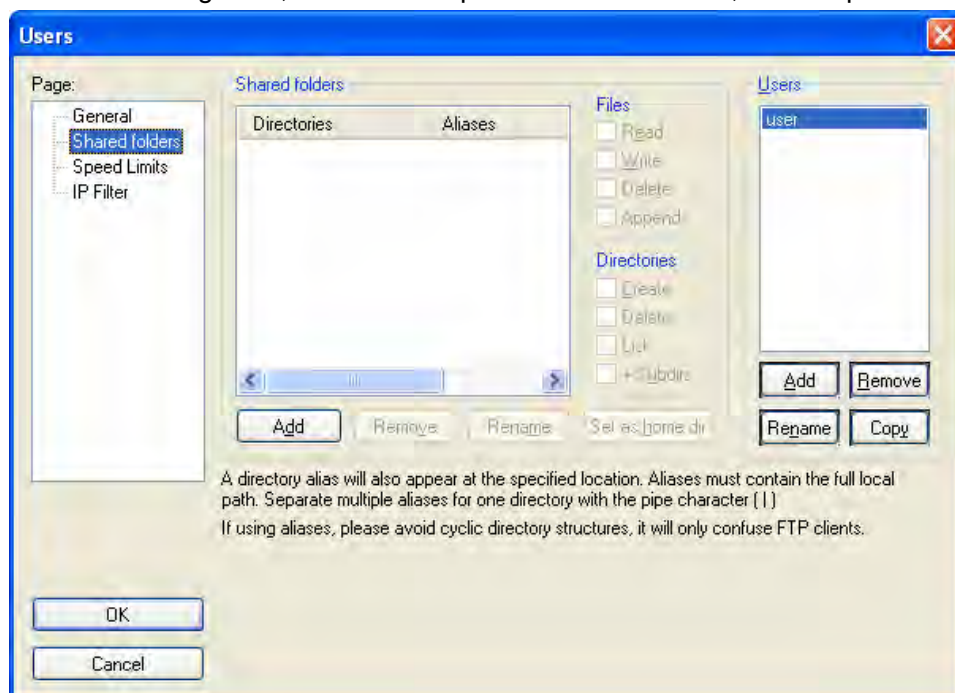 Users
Page:
General
Shared folders
Speed Limits
IP Filter
Shared folders
Directories Aliases
Files
Read
Write
Delete
Append
Directories
Create
Delete
List
+ Subdirs
Add Remove Rename Set as home dir
Users
user
Add Remove
Rename Copy
A directory alias will also appear at the specified location. Aliases must contain the full local
path. Separate multiple aliases for one directory with the pipe character ( | )
If using aliases, please avoid cyclic directory structures, it will only confuse FTP clients.
OK
Cancel